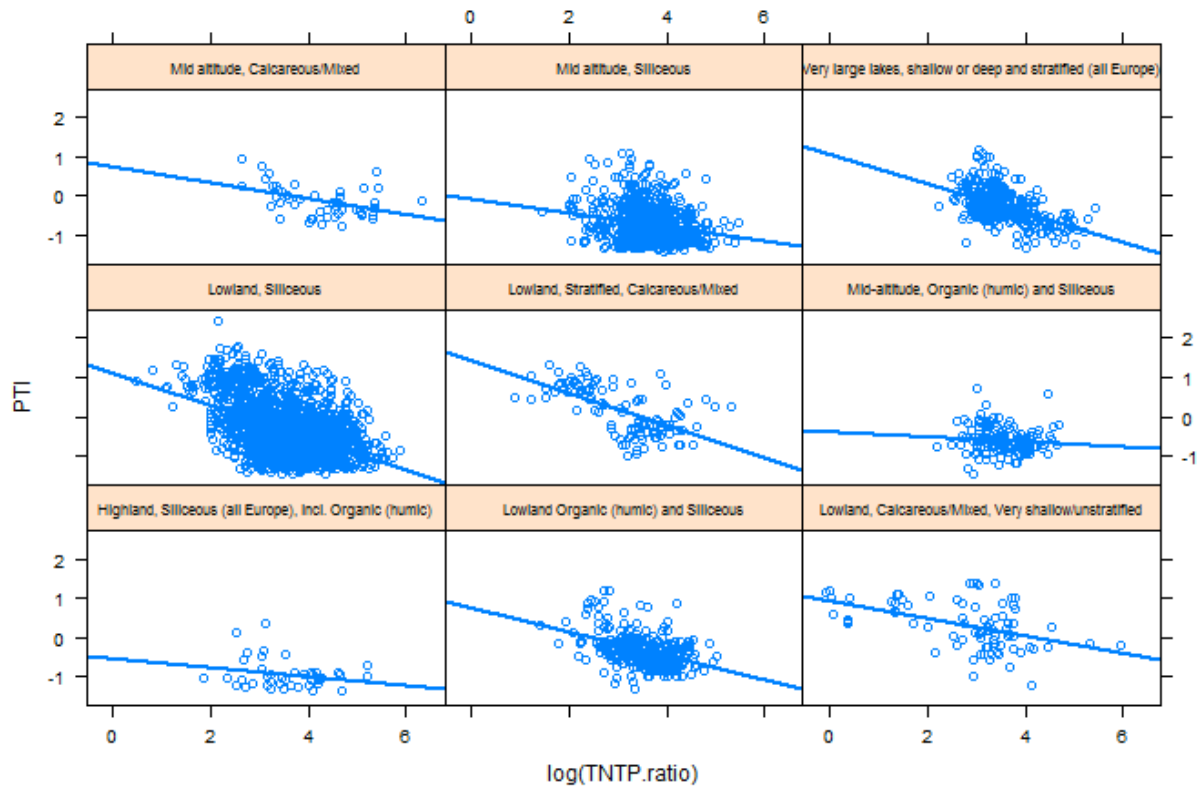 0 2 4 6
Mid altitude, Calcareous/Mixed
Mid altitude, Siliceous
Very large lakes, shallow or deep and stratified (all Europe)
2
1
0
-1
Lowland, Siliceous
Lowland, Stratified, Calcareous/Mixed
Mid-altitude, Organic (humic) and Siliceous
PTI
2
1
0
-1
Highland, Siliceous (all Europe), incl. Organic (humic)
Lowland Organic (humic) and Siliceous
Lowland, Calcareous/Mixed, Very shallow/unstratified
2
1
0
-1
0 2 4 6
0 2 4 6
log(TNTP.ratio)